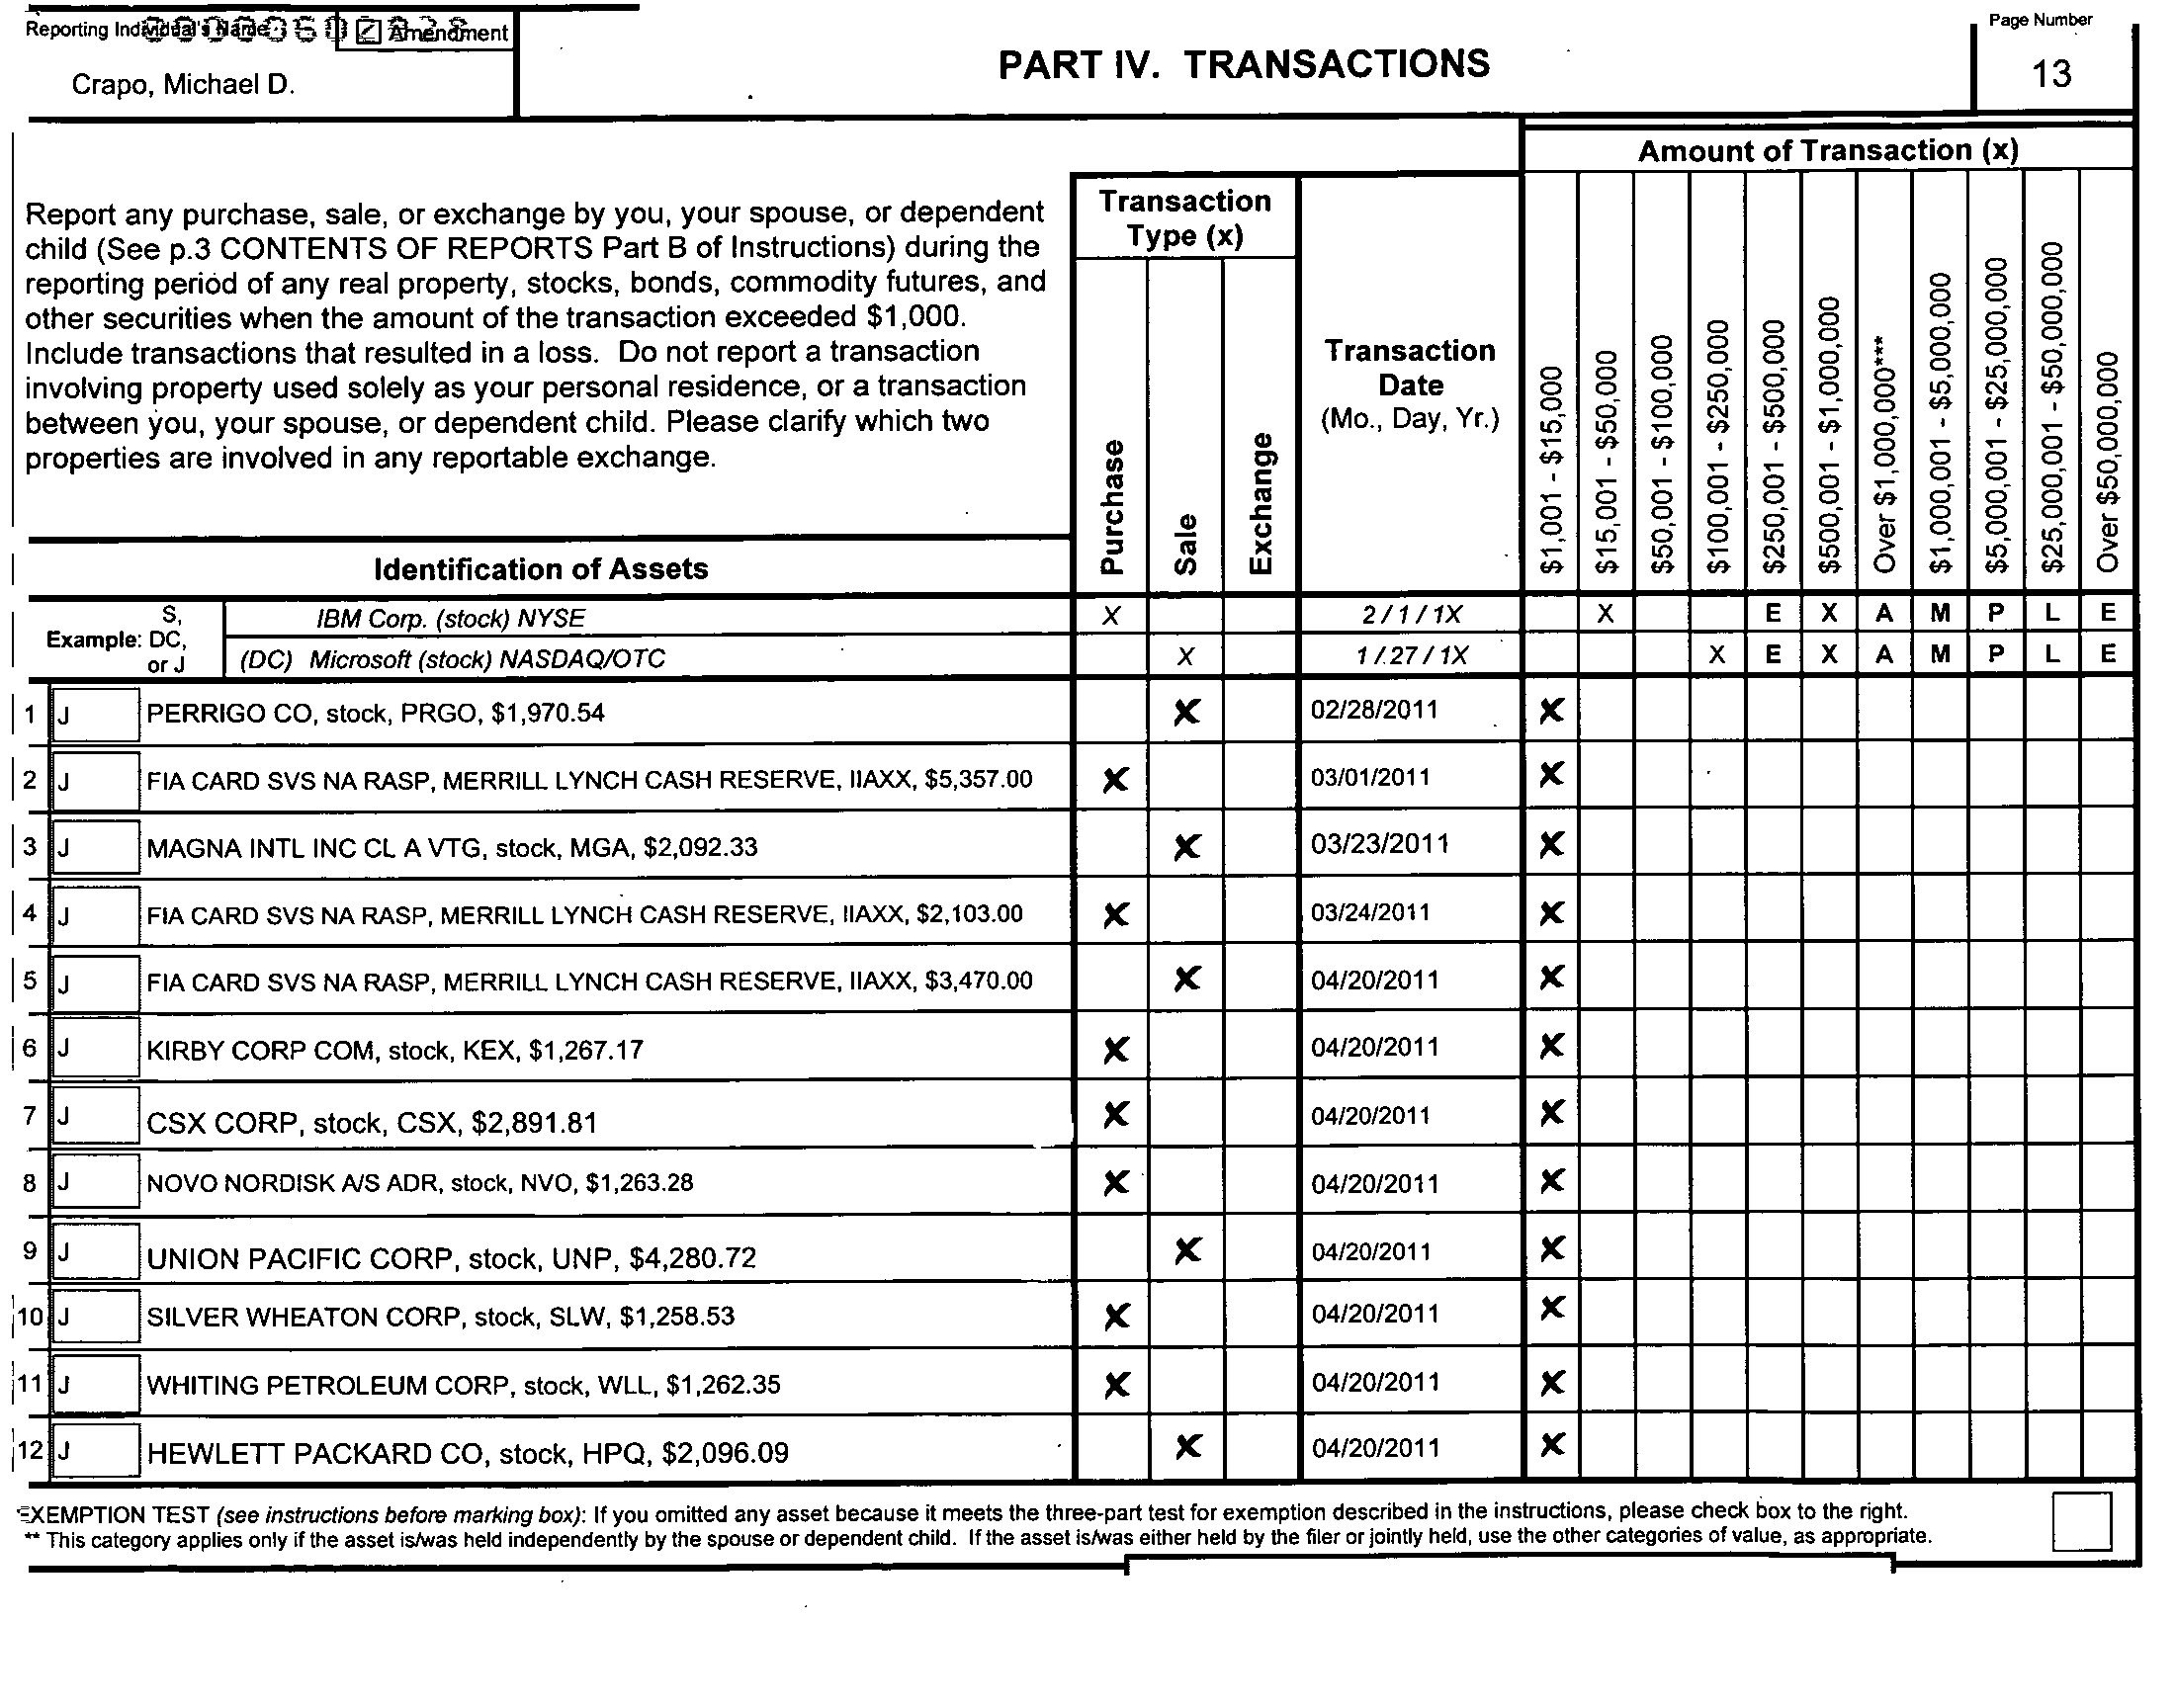 Reporting Individual's Name
Amendment
Crapo, Michael D.
PART IV. TRANSACTIONS
Page Number
13
Report any purchase, sale, or exchange by you, your spouse, or dependent
child (See p.3 CONTENTS OF REPORTS Part B of Instructions) during the
reporting period of any real property, stocks, bonds, commodity futures, and
other securities when the amount of the transaction exceeded $1,000.
Include transactions that resulted in a loss. Do not report a transaction
involving property used solely as your personal residence, or a transaction
between you, your spouse, or dependent child. Please clarify which two
properties are involved in any reportable exchange.
Identification of Assets
Transaction
Type (x)
Purchase
Sale
Exchange
Transaction
Date
(Mo., Day, Yr.)
Amount of Transaction (x)
$1,001 - $15,000
$15,001 - $50,000
$50,001 - $100,000
$100,001 - $250,000
$250,001 - $500,000
$500,001 - $1,000,000
Over $1,000,000***
$1,000,001 - $5,000,000
$5,000,001 - $25,000,000
$25,000,001 - $50,000,000
Over $50,000,000
Example: S, DC, or J
IBM Corp. (stock) NYSE X 2 / 1 / 1X X E X A M P L E
(DC) Microsoft (stock) NASDAQ/OTC X 1 / 27 / 1X X E X A M P L E
1 J PERRIGO CO, stock, PRGO, $1,970.54 X 02/28/2011 X
2 J FIA CARD SVS NA RASP, MERRILL LYNCH CASH RESERVE, IIAXX, $5,357.00 X 03/01/2011 X
3 J MAGNA INTL INC CL A VTG, stock, MGA, $2,092.33 X 03/23/2011 X
4 J FIA CARD SVS NA RASP, MERRILL LYNCH CASH RESERVE, IIAXX, $2,103.00 X 03/24/2011 X
5 J FIA CARD SVS NA RASP, MERRILL LYNCH CASH RESERVE, IIAXX, $3,470.00 X 04/20/2011 X
6 J KIRBY CORP COM, stock, KEX, $1,267.17 X 04/20/2011 X
7 J CSX CORP, stock, CSX, $2,891.81 X 04/20/2011 X
8 J NOVO NORDISK A/S ADR, stock, NVO, $1,263.28 X 04/20/2011 X
9 J UNION PACIFIC CORP, stock, UNP, $4,280.72 X 04/20/2011 X
10 J SILVER WHEATON CORP, stock, SLW, $1,258.53 X 04/20/2011 X
11 J WHITING PETROLEUM CORP, stock, WLL, $1,262.35 X 04/20/2011 X
12 J HEWLETT PACKARD CO, stock, HPQ, $2,096.09 X 04/20/2011 X
EXEMPTION TEST (see instructions before marking box): If you omitted any asset because it meets the three-part test for exemption described in the instructions, please check box to the right.
** This category applies only if the asset is/was held independently by the spouse or dependent child. If the asset is/was either held by the filer or jointly held, use the other categories of value, as appropriate.